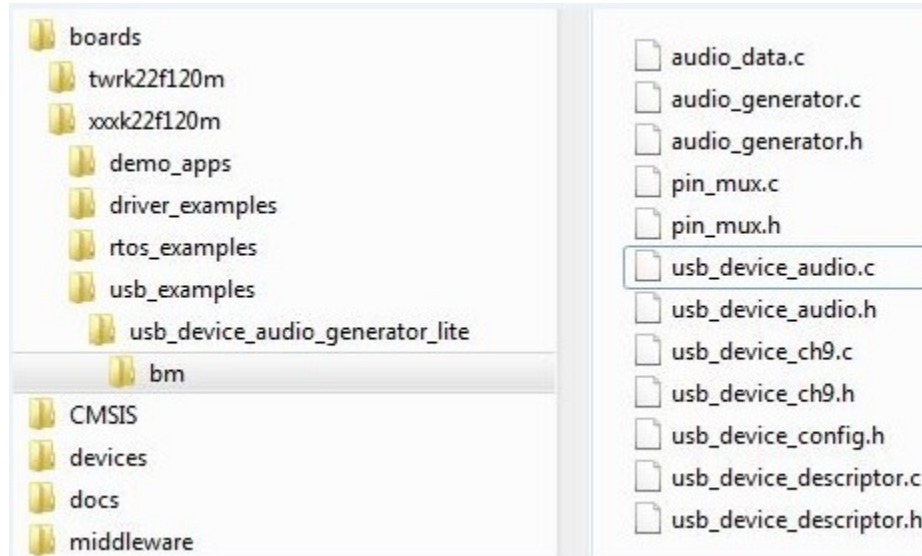 boards
twrk22f120m
xxxk22f120m
demo_apps
driver_examples
rtos_examples
usb_examples
usb_device_audio_generator_lite
bm
CMSIS
devices
docs
middleware
audio_data.c
audio_generator.c
audio_generator.h
pin_mux.c
pin_mux.h
usb_device_audio.c
usb_device_audio.h
usb_device_ch9.c
usb_device_ch9.h
usb_device_config.h
usb_device_descriptor.c
usb_device_descriptor.h